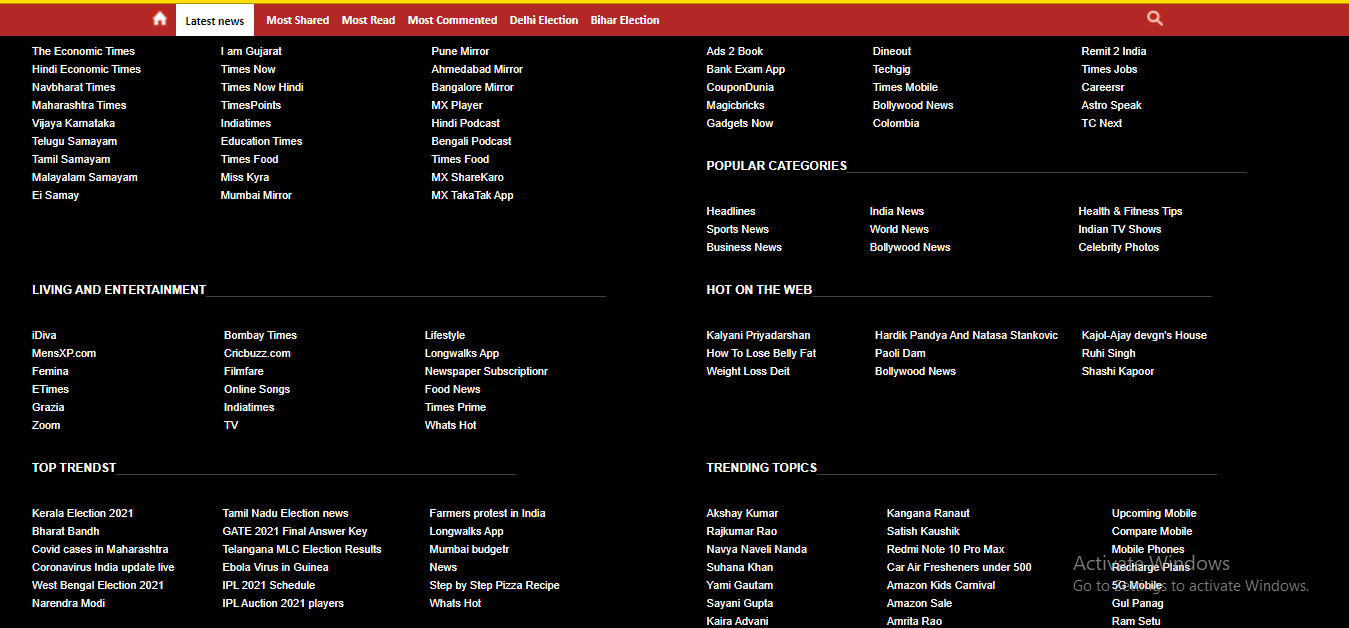 Latest news Most Shared Most Read Most Commented Delhi Election Bihar Election
The Economic Times I am Gujarat Pune Mirror
Hindi Economic Times Times Now Ahmedabad Mirror
Navbharat Times Times Now Hindi Bangalore Mirror
Maharashtra Times TimesPoints MX Player
Vijaya Karnataka Indiatimes Hindi Podcast
Telugu Samayam Education Times Bengali Podcast
Tamil Samayam Times Food Times Food
Malayalam Samayam Miss Kyra MX ShareKaro
Ei Samay Mumbai Mirror MX TakaTak App
Ads 2 Book Dineout Remit 2 India
Bank Exam App Techgig Times Jobs
CouponDunia Times Mobile Careersr
Magicbricks Bollywood News Astro Speak
Gadgets Now Colombia TC Next
POPULAR CATEGORIES
Headlines India News Health & Fitness Tips
Sports News World News Indian TV Shows
Business News Bollywood News Celebrity Photos
LIVING AND ENTERTAINMENT
iDiva Bombay Times Lifestyle
MensXP.com Cricbuzz.com Longwalks App
Femina Filmfare Newspaper Subscriptionr
ETimes Online Songs Food News
Grazia Indiatimes Times Prime
Zoom TV Whats Hot
HOT ON THE WEB
Kalyani Priyadarshan Hardik Pandya And Natasa Stankovic Kajol-Ajay devgn's House
How To Lose Belly Fat Paoli Dam Ruhi Singh
Weight Loss Deit Bollywood News Shashi Kapoor
TOP TRENDST
Kerala Election 2021 Tamil Nadu Election news Farmers protest in India
Bharat Bandh GATE 2021 Final Answer Key Longwalks App
Covid cases in Maharashtra Telangana MLC Election Results Mumbai budgetr
Coronavirus India update live Ebola Virus in Guinea News
West Bengal Election 2021 IPL 2021 Schedule Step by Step Pizza Recipe
Narendra Modi IPL Auction 2021 players Whats Hot
TRENDING TOPICS
Akshay Kumar Kangana Ranaut Upcoming Mobile
Rajkumar Rao Satish Kaushik Compare Mobile
Navya Naveli Nanda Redmi Note 10 Pro Max Mobile Phones
Suhana Khan Car Air Fresheners under 500 Recharge Plans
Yami Gautam Amazon Kids Carnival 5G Mobile
Sayani Gupta Amazon Sale Gul Panag
Kaira Advani Amrita Rao Ram Setu
Activate Windows
Go to Settings to activate Windows.